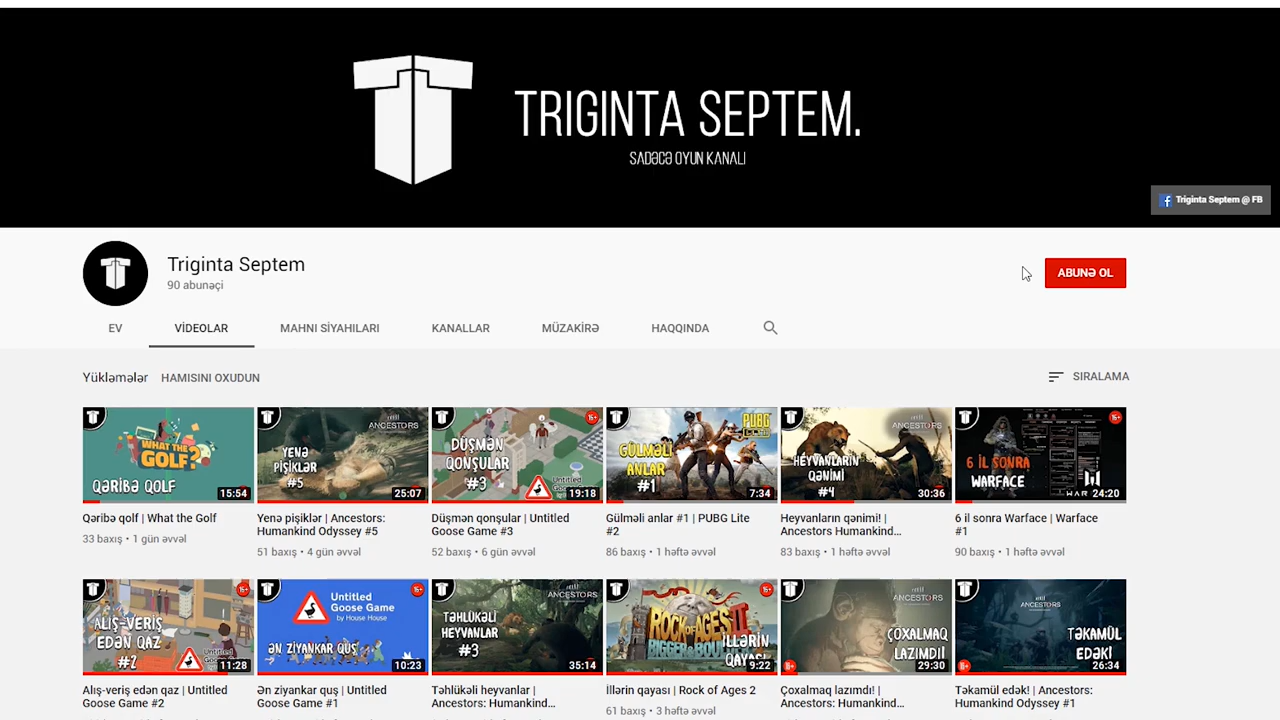 TRIGINTA SEPTEM.
SADƏCƏ OYUN KANALI
Triginta Septem @ FB
Triginta Septem
90 abunəçi
ABUNƏ OL
EV
VİDEOLAR
MAHNI SİYAHILARI
KANALLAR
MÜZAKİRƏ
HAQQINDA
Yükləmələr
HAMISINI OXUDUN
SIRALAMA
WHAT THE GOLF?
QƏRİBƏ QOLF
15:54
ANCESTORS
YENƏ PİŞİKLƏR #5
25:07
DÜŞMƏN QONŞULAR #3
Untitled
19:18
PUBG
GÜLMƏLİ ANLAR #1
7:34
ANCESTORS
HEYVANLARIN QƏNİMİ #4
30:36
6 IL SONRA WARFACE
24:20
Qəribə qolf | What the Golf
33 baxış • 1 gün əvvəl
Yenə pişiklər | Ancestors:
Humankind Odyssey #5
51 baxış • 4 gün əvvəl
Düşmən qonşular | Untitled
Goose Game #3
52 baxış • 6 gün əvvəl
Gülməli anlar #1 | PUBG Lite
#2
86 baxış • 1 həftə əvvəl
Heyvanların qənimi! |
Ancestors Humankind...
83 baxış • 1 həftə əvvəl
6 il sonra Warface | Warface
#1
90 baxış • 1 həftə əvvəl
ALIŞ-VERİŞ EDƏN QAZ #2
11:28
Untitled
Goose Game
by House House
ƏN ZİYANKAR QUŞ
10:23
ANCESTORS
TƏHLÜKƏLİ HEYVANLAR #3
35:14
ROCK OF AGES II
BIGGER & BOULDER
İLLƏRİN QAYASI
9:22
ANCESTORS
ÇOXALMAQ LAZIMDI!
29:30
ANCESTORS
TƏKAMÜL EDƏK!
26:34
Alış-veriş edən qaz | Untitled
Goose Game #2
Ən ziyankar quş | Untitled
Goose Game #1
Təhlükəli heyvanlar |
Ancestors: Humankind...
İllərin qayası | Rock of Ages 2
61 baxış • 3 həftə əvvəl
Çoxalmaq lazımdı! |
Ancestors: Humankind...
Təkamül edək! | Ancestors:
Humankind Odyssey #1